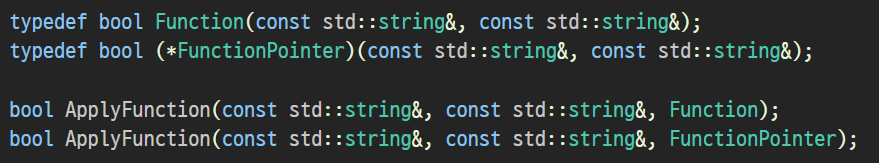 typedef bool Function(const std::string&, const std::string&);
typedef bool (*FunctionPointer)(const std::string&, const std::string&);
bool ApplyFunction(const std::string&, const std::string&, Function);
bool ApplyFunction(const std::string&, const std::string&, FunctionPointer);